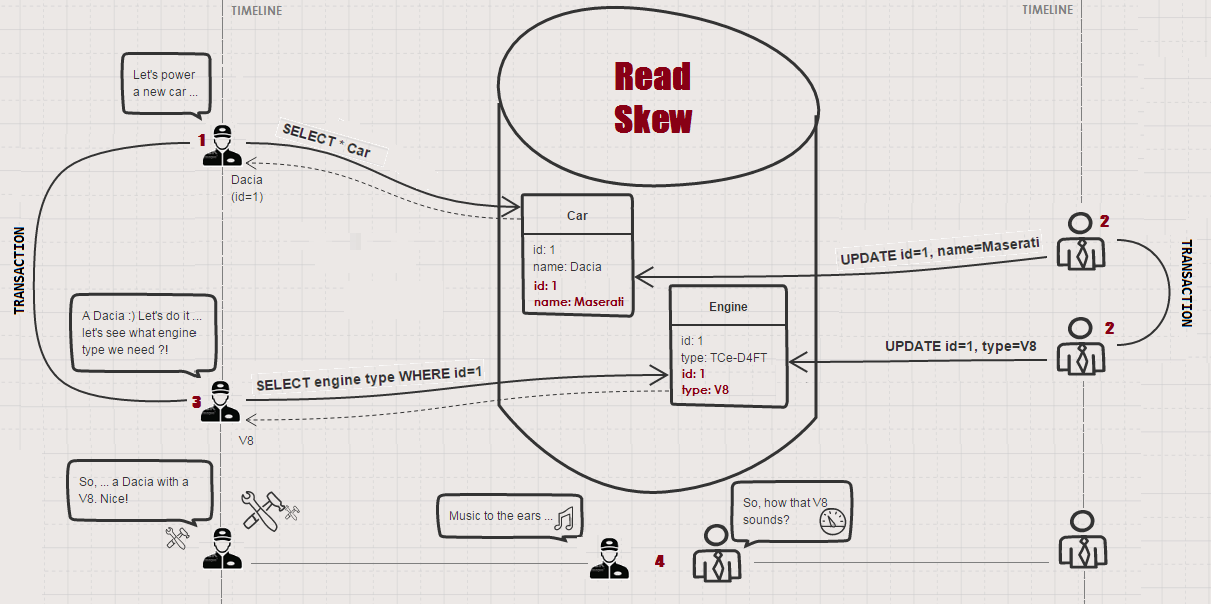 TIMELINE
TIMELINE
Let's power
a new car ...
Read
Skew
1
SELECT * Car
Dacia
(id=1)
Car
id: 1
name: Dacia
id: 1
name: Maserati
UPDATE id=1, name=Maserati
2
TRANSACTION
TRANSACTION
A Dacia :) Let's do it ...
let's see what engine
type we need ?!
Engine
id: 1
type: TCe-D4FT
id: 1
type: V8
UPDATE id=1, type=V8
2
SELECT engine type WHERE id=1
3
V8
So, ... a Dacia with a
V8. Nice!
Music to the ears ...
So, how that V8
sounds?
4